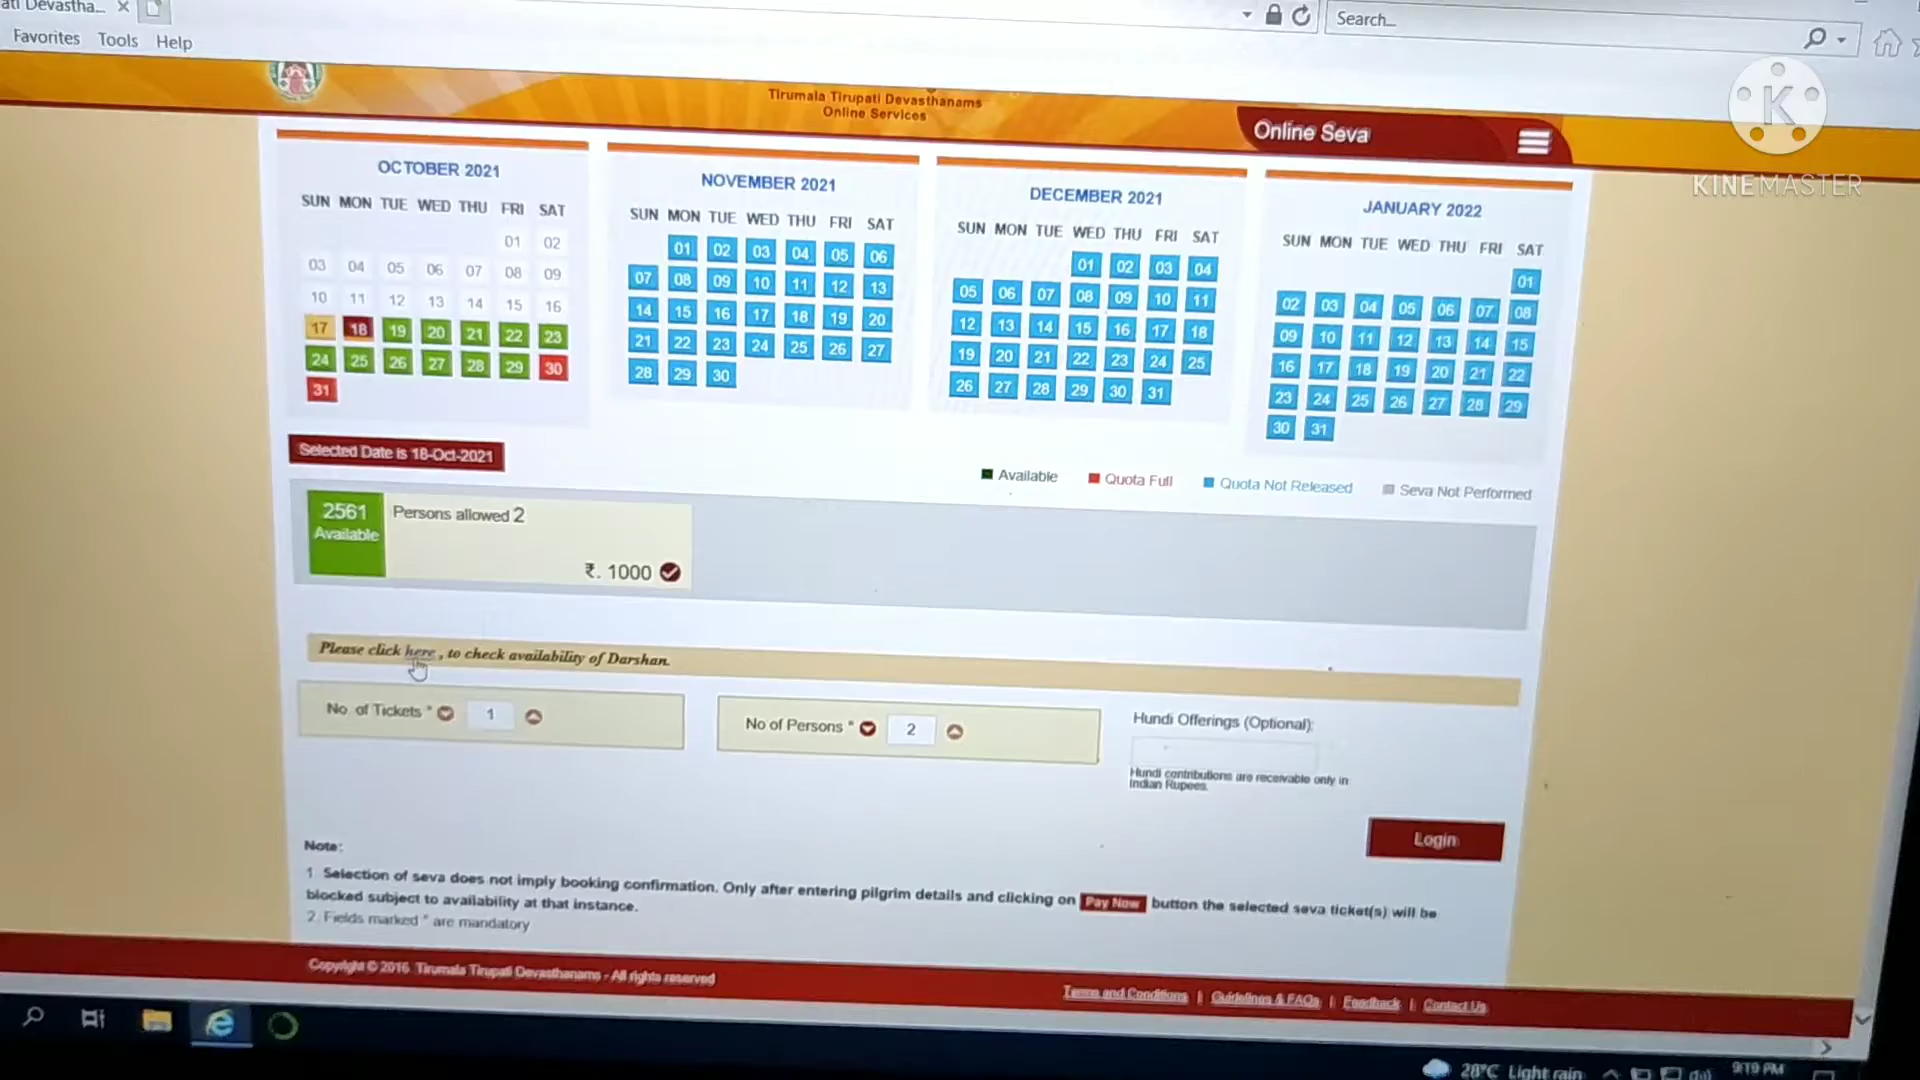 ati Devastha...
Search...
Favorites Tools Help
KINEMASTER
Tirumala Tirupati Devasthanams
Online Services
Online Seva
OCTOBER 2021
SUN MON TUE WED THU FRI SAT
01 02
03 04 05 06 07 08 09
10 11 12 13 14 15 16
17 18 19 20 21 22 23
24 25 26 27 28 29 30
31
NOVEMBER 2021
SUN MON TUE WED THU FRI SAT
01 02 03 04 05 06
07 08 09 10 11 12 13
14 15 16 17 18 19 20
21 22 23 24 25 26 27
28 29 30
DECEMBER 2021
SUN MON TUE WED THU FRI SAT
01 02 03 04
05 06 07 08 09 10 11
12 13 14 15 16 17 18
19 20 21 22 23 24 25
26 27 28 29 30 31
JANUARY 2022
SUN MON TUE WED THU FRI SAT
01
02 03 04 05 06 07 08
09 10 11 12 13 14 15
16 17 18 19 20 21 22
23 24 25 26 27 28 29
30 31
Selected Date is 18-Oct-2021
Available Quota Full Quota Not Released Seva Not Performed
2561
Available
Persons allowed 2
₹. 1000
Please click here , to check availability of Darshan.
No of Tickets * 1
No of Persons * 2
Hundi Offerings (Optional):
Hundi contributions are receivable only in
Indian Rupees.
Login
Note:
1 Selection of seva does not imply booking confirmation. Only after entering pilgrim details and clicking on Pay Now button the selected seva ticket(s) will be
blocked subject to availability at that instance.
2. Fields marked * are mandatory
Copyright © 2016 Tirumala Tirupati Devasthanams - All rights reserved
Terms and Conditions | Guidelines & FAQs | Feedback | Contact Us
28°C Light rain
9:19 PM